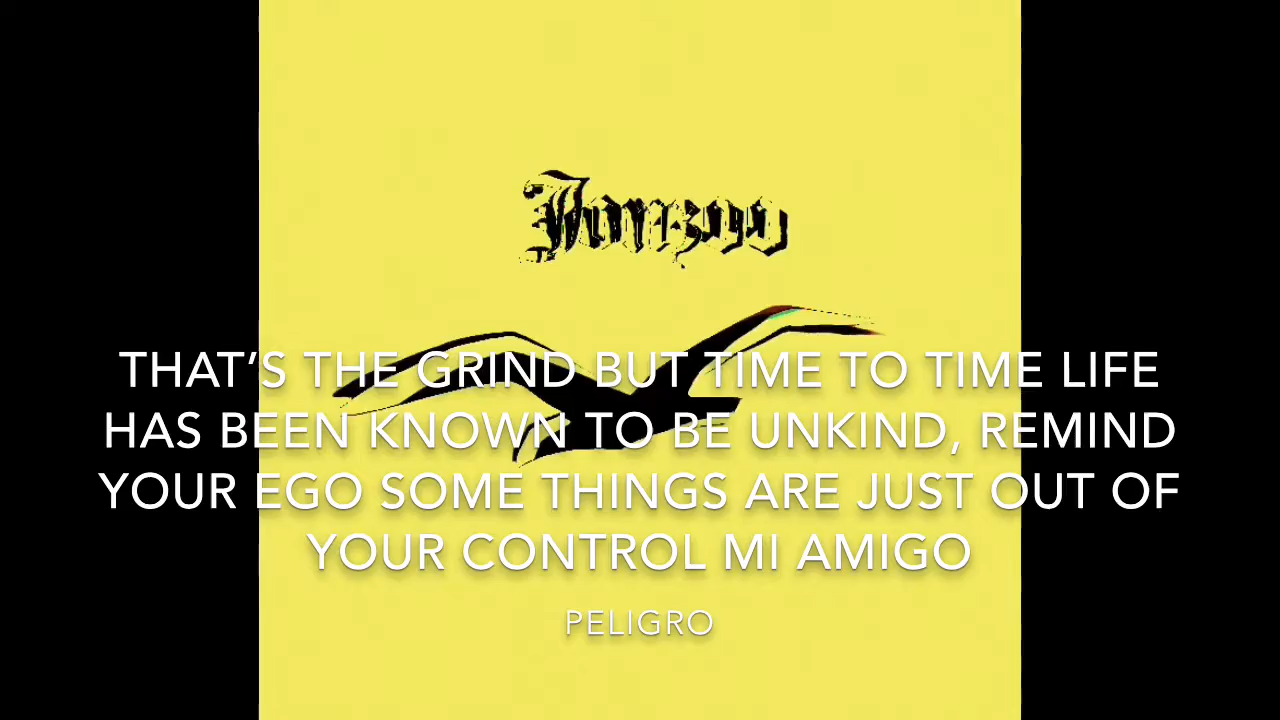 THAT’S THE GRIND BUT TIME TO TIME LIFE
HAS BEEN KNOWN TO BE UNKIND, REMIND
YOUR EGO SOME THINGS ARE JUST OUT OF
YOUR CONTROL MI AMIGO
PELIGRO